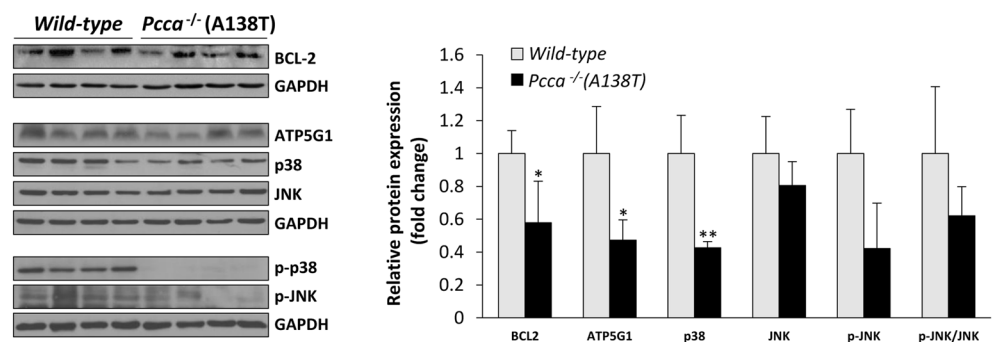 Wild-type Pcca -/- (A138T)
BCL-2
GAPDH
ATP5G1
p38
JNK
GAPDH
p-p38
p-JNK
GAPDH
Relative protein expression
(fold change)
1.6
1.4
1.2
1
0.8
0.6
0.4
0.2
0
Wild-type
Pcca -/-(A138T)
*
*
**
BCL2 ATP5G1 p38 JNK p-JNK p-JNK/JNK